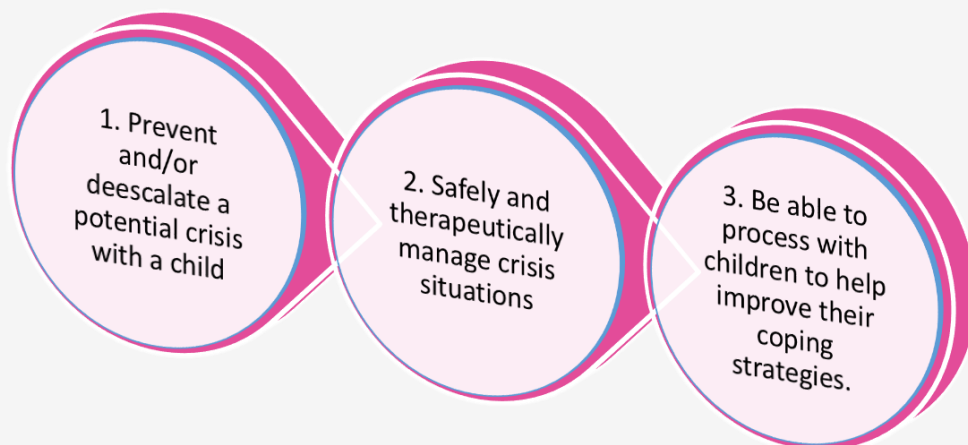 1. Prevent
and/or
deescalate a
potential crisis
with a child
2. Safely and
therapeutically
manage crisis
situations
3. Be able to
process with
children to help
improve their
coping
strategies.